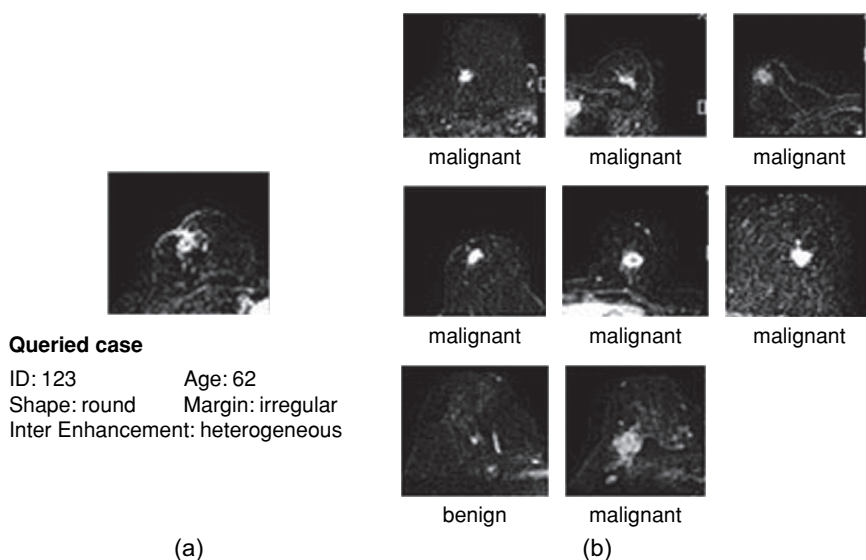 malignant malignant malignant
malignant malignant malignant
Queried case
ID: 123 Age: 62
Shape: round Margin: irregular
Inter Enhancement: heterogeneous
benign malignant
(a) (b)